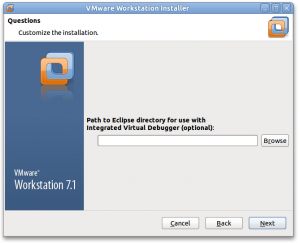 VMware Workstation Installer
Questions
Customize the installation.
Path to Eclipse directory for use with
Integrated Virtual Debugger (optional):
Browse
VMware®
Workstation 7.1
Cancel
Back
Next